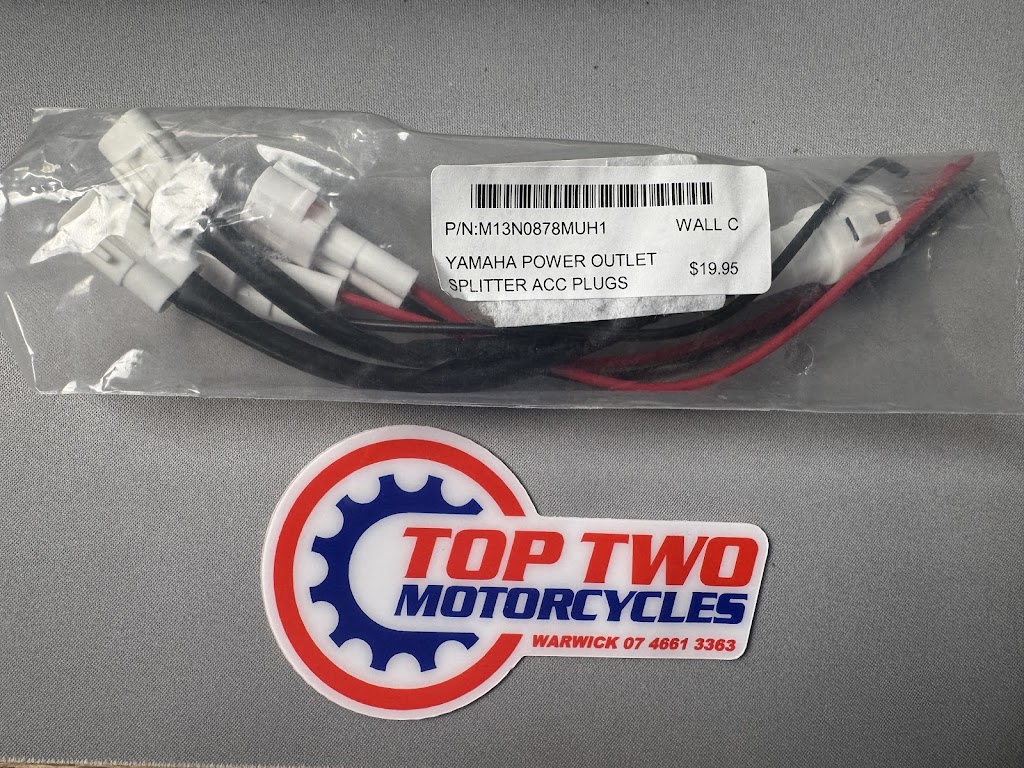 P/N:M13N0878MUH1 WALL C
YAMAHA POWER OUTLET
SPLITTER ACC PLUGS $19.95
TOP TWO
MOTORCYCLES
WARWICK 07 4661 3363